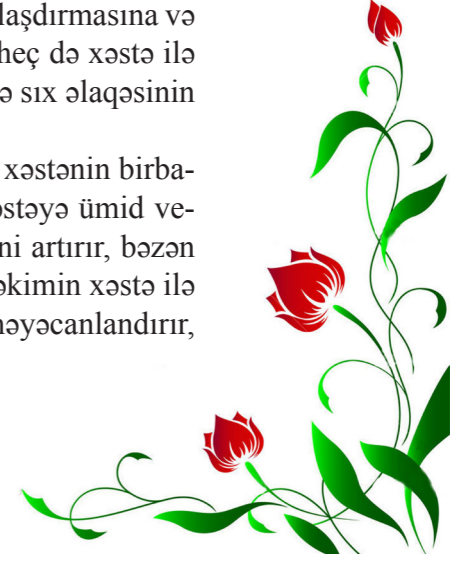 laşdırmasına və
heç də xəstə ilə
ə sıx əlaqəsinin
xəstənin birba-
östəyə ümid ve-
ni artırır, bəzən
əkimin xəstə ilə
həyəcanlandırır,